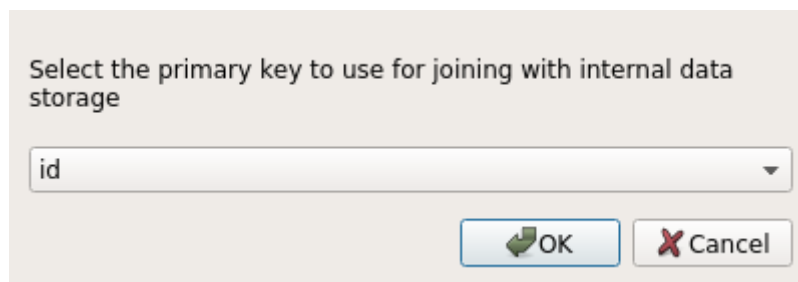 Select the primary key to use for joining with internal data
storage
id
OK
Cancel